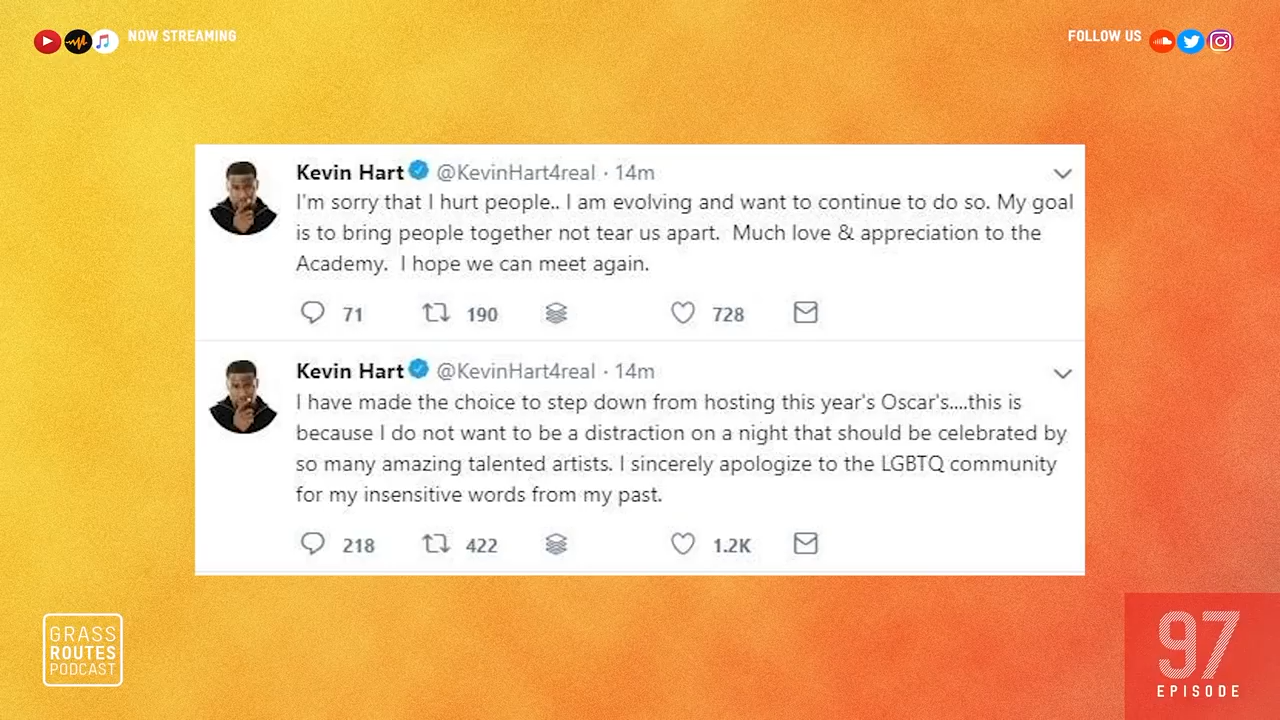 NOW STREAMING
FOLLOW US
Kevin Hart @KevinHart4real · 14m
I'm sorry that I hurt people.. I am evolving and want to continue to do so. My goal
is to bring people together not tear us apart.  Much love & appreciation to the
Academy.  I hope we can meet again.
71 190 728
Kevin Hart @KevinHart4real · 14m
I have made the choice to step down from hosting this year's Oscar's....this is
because I do not want to be a distraction on a night that should be celebrated by
so many amazing talented artists. I sincerely apologize to the LGBTQ community
for my insensitive words from my past.
218 422 1.2K
GRASS
ROUTES
PODCAST
97
EPISODE